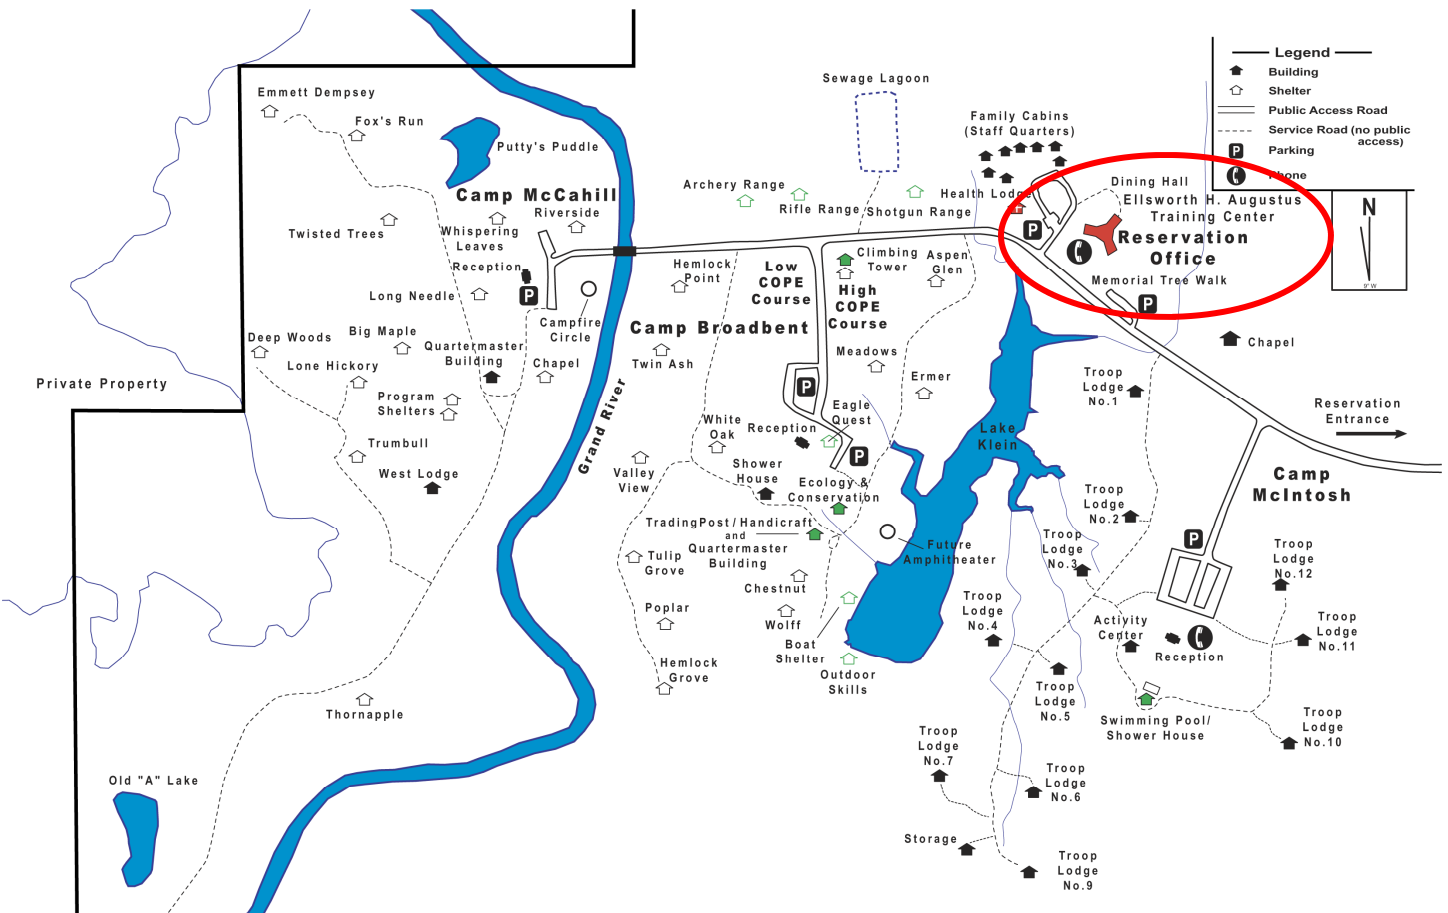 Legend
Building
Shelter
Public Access Road
Service Road (no public
access)
Parking
Phone
P
N
9° W
Emmett Dempsey
Fox's Run
Putty's Puddle
Camp McCahill
Twisted Trees
Whispering
Leaves
Riverside
Reception
P
Long Needle
Campfire
Circle
Deep Woods
Big Maple
Lone Hickory
Quartermaster
Building
Chapel
Program
Shelters
Trumbull
West Lodge
Private Property
Thornapple
Old "A" Lake
Grand River
Sewage Lagoon
Family Cabins
(Staff Quarters)
Archery Range
Rifle Range
Shotgun Range
Health Lodge
P
Dining Hall
Ellsworth H. Augustus
Training Center
Reservation
Office
Memorial Tree Walk
P
Chapel
Hemlock
Point
Low
COPE
Course
Climbing
Tower
High
COPE
Course
Aspen
Glen
Camp Broadbent
Twin Ash
Meadows
Ermer
P
White
Oak
Reception
Eagle
Quest
P
Valley
View
Shower
House
Ecology &
Conservation
TradingPost / Handicraft
and
Quartermaster
Building
Future
Amphitheater
Tulip
Grove
Chestnut
Poplar
Wolff
Boat
Shelter
Hemlock
Grove
Outdoor
Skills
Lake
Klein
Reservation
Entrance
Camp
McIntosh
P
Troop
Lodge
No.1
Troop
Lodge
No.2
Troop
Lodge
No.3
Troop
Lodge
No.4
Troop
Lodge
No.5
Troop
Lodge
No.6
Troop
Lodge
No.7
Storage
Troop
Lodge
No.9
Activity
Center
Reception
Swimming Pool/
Shower House
Troop
Lodge
No.12
Troop
Lodge
No.11
Troop
Lodge
No.10